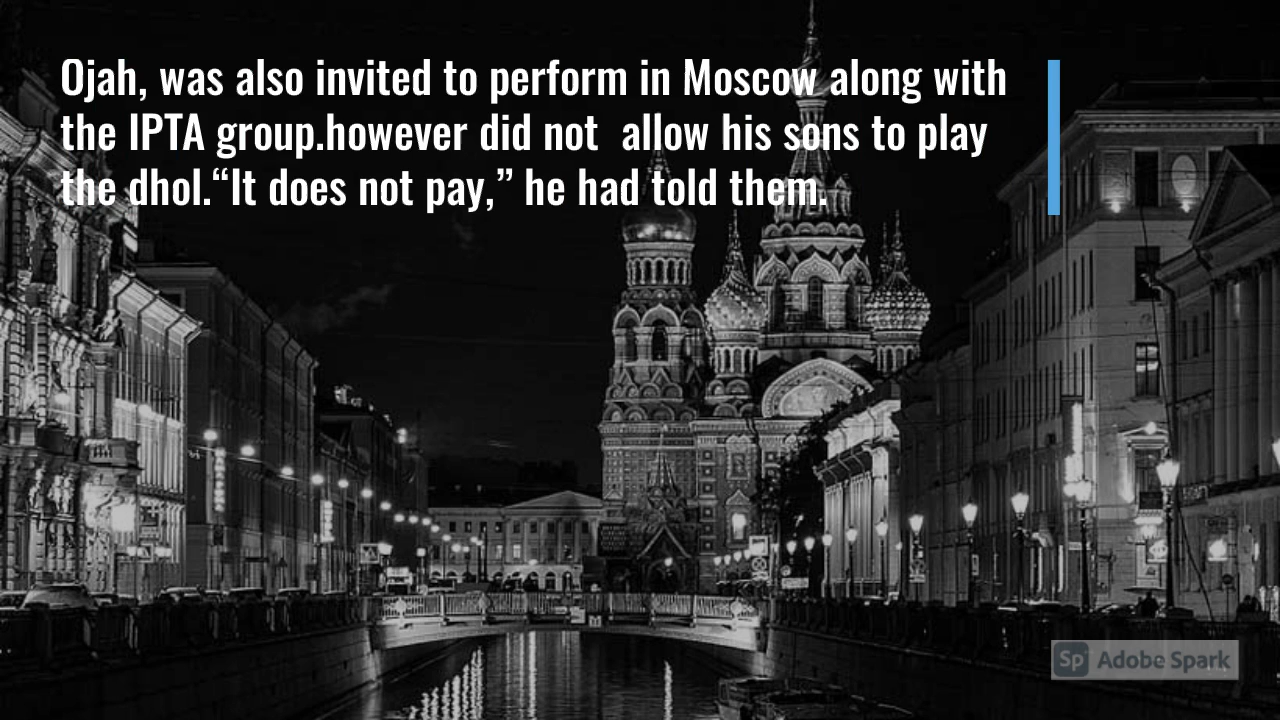 Ojah, was also invited to perform in Moscow along with
the IPTA group.however did not  allow his sons to play
the dhol.“It does not pay,” he had told them.
Sp Adobe Spark